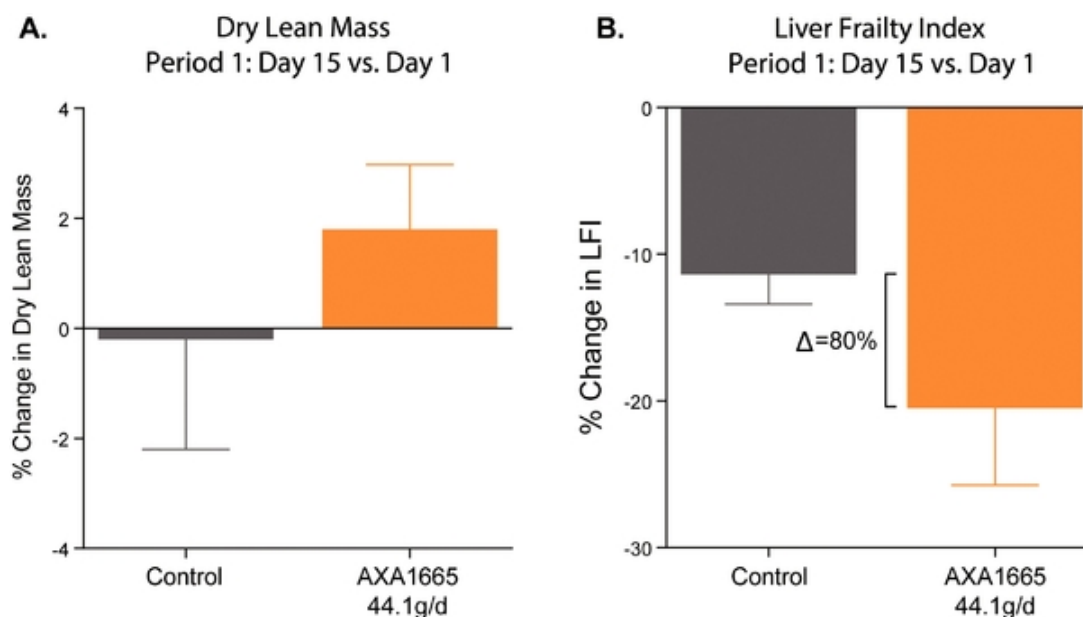 A.
Dry Lean Mass
Period 1: Day 15 vs. Day 1
% Change in Dry Lean Mass
4
2
0
-2
-4
Control
AXA1665
44.1g/d
B.
Liver Frailty Index
Period 1: Day 15 vs. Day 1
% Change in LFI
0
-10
-20
-30
Δ=80%
Control
AXA1665
44.1g/d